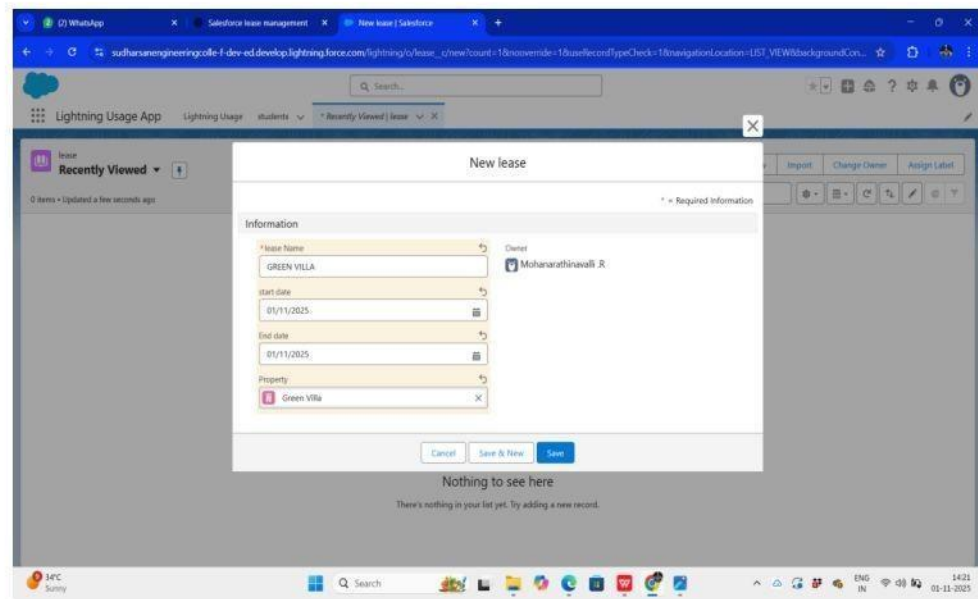 (2) WhatsApp
Salesforce lease management
New lease | Salesforce
sudharsanengineeringcolle-f-dev-ed.develop.lightning.force.com/lightning/o/lease__c/new?count=1&nooverride=1&useRecordTypeCheck=1&navigationLocation=LIST_VIEW&backgroundCon...
Search...
Lightning Usage App
Lightning Usage
students
* Recently Viewed | lease
lease
Recently Viewed
Import
Change Owner
Assign Label
0 items • Updated a few seconds ago
New lease
* = Required Information
Information
*lease Name
GREEN VILLA
Owner
Mohanarathinavalli .R
start date
01/11/2025
End date
01/11/2025
Property
Green Villa
Cancel
Save & New
Save
Nothing to see here
There's nothing in your list yet. Try adding a new record.
34°C
Sunny
Search
ENG
IN
14:21
01-11-2025